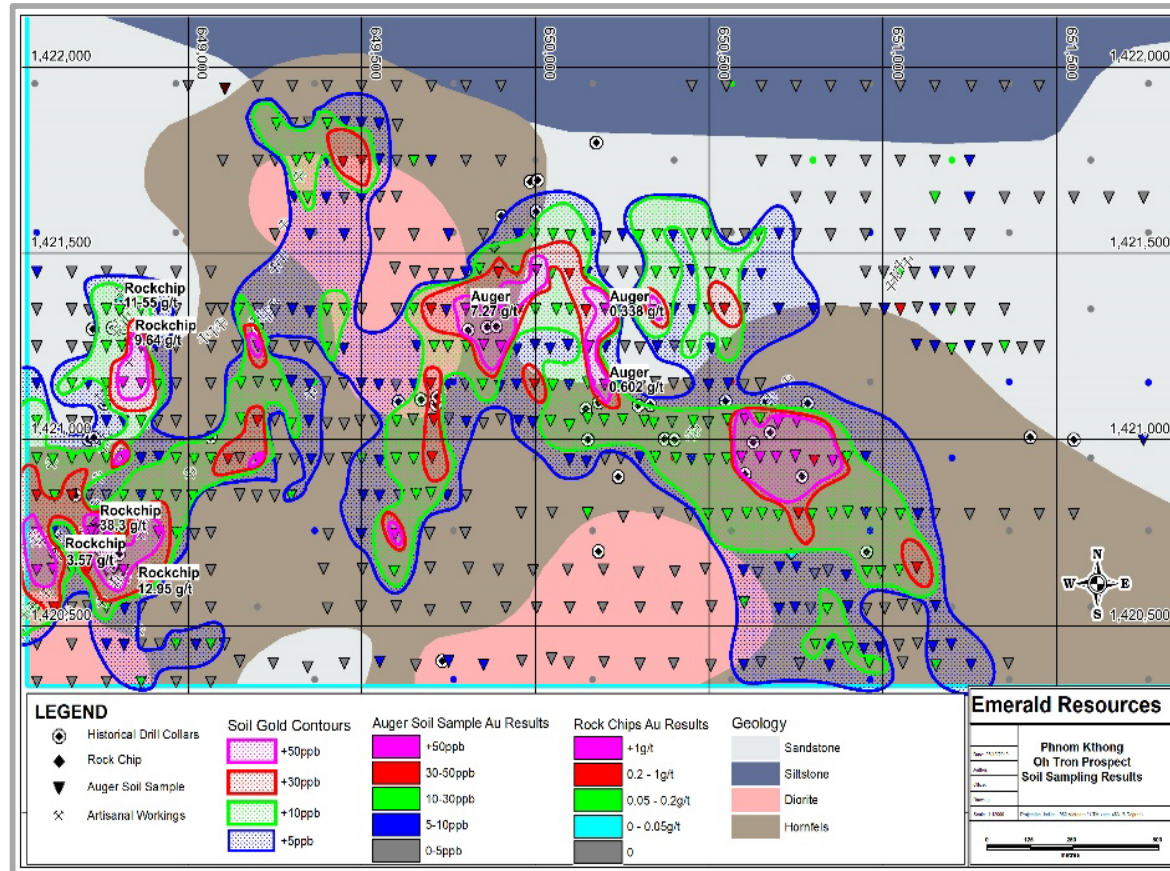 649,000
649,500
650,000
650,500
651,000
651,500
1,422,000
1,422,000
1,421,500
1,421,500
1,421,000
1,421,000
1,420,500
1,420,500
Rockchip
11.55 g/t
Rockchip
9.64 g/t
Auger
7.27 g/t
Auger
0.338 g/t
Auger
0.602 g/t
Rockchip
38.3 g/t
Rockchip
3.57 g/t
Rockchip
12.95 g/t
N
W E
S
LEGEND
Historical Drill Collars
Rock Chip
Auger Soil Sample
Artisanal Workings
Soil Gold Contours
+50ppb
+30ppb
+10ppb
+5ppb
Auger Soil Sample Au Results
+50ppb
30-50ppb
10-30ppb
5-10ppb
0-5ppb
Rock Chips Au Results
+1g/t
0.2 - 1g/t
0.05 - 0.2g/t
0 - 0.05g/t
0
Geology
Sandstone
Siltstone
Diorite
Hornfels
Emerald Resources
Phnom Kthong
Oh Tron Prospect
Soil Sampling Results
metres